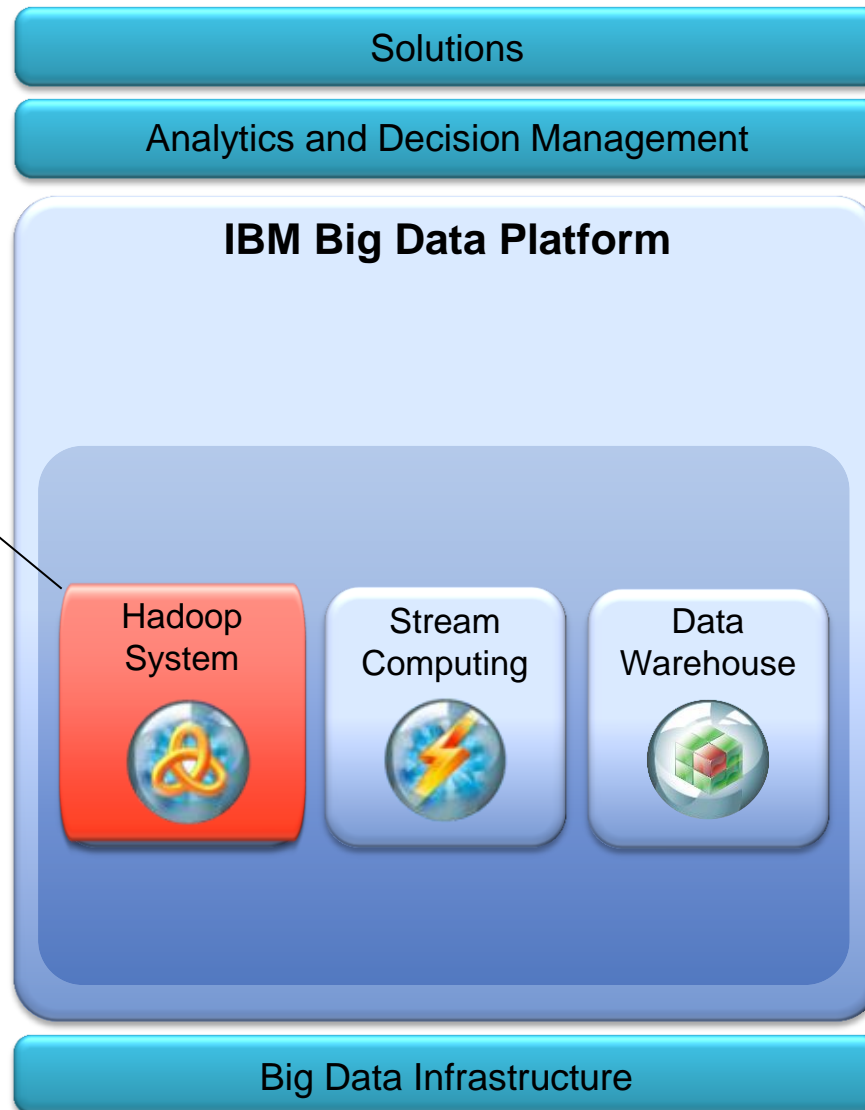 Solutions
Analytics and Decision Management
IBM Big Data Platform
Hadoop
System
Stream
Computing
Data
Warehouse
Big Data Infrastructure